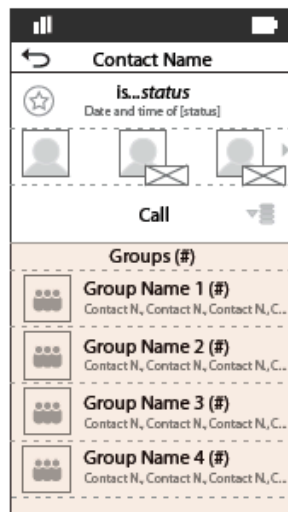 Contact Name
is...status
Date and time of [status]
Call
Groups (#)
Group Name 1 (#)
Contact N., Contact N., Contact N., C...
Group Name 2 (#)
Contact N., Contact N., Contact N., C...
Group Name 3 (#)
Contact N., Contact N., Contact N., C...
Group Name 4 (#)
Contact N., Contact N., Contact N., C...